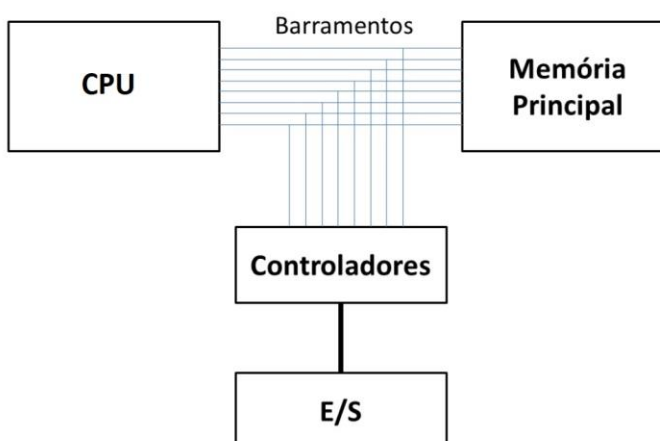 Barramentos
CPU
Memória
Principal
Controladores
E/S